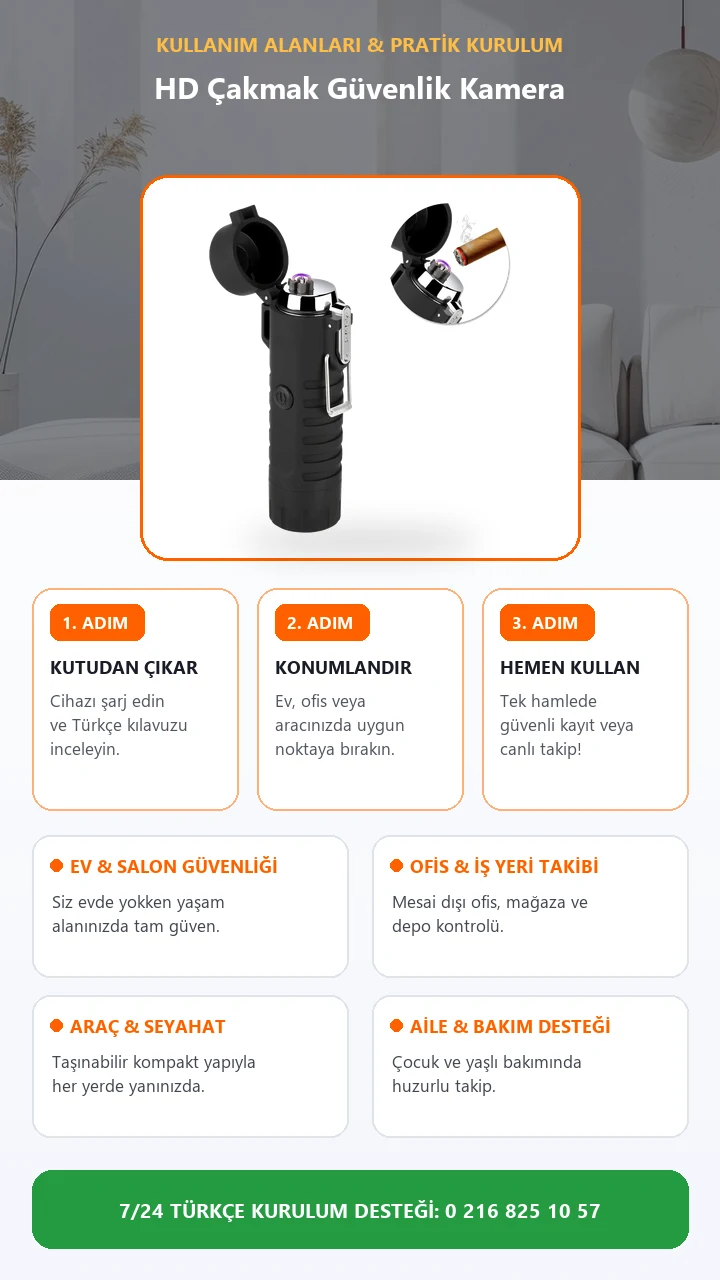 KULLANIM ALANLARI & PRATİK KURULUM
HD Çakmak Güvenlik Kamera
1. ADIM
KUTUDAN ÇIKAR
Cihazı şarj edin
ve Türkçe kılavuzu
inceleyin.
2. ADIM
KONUMLANDIR
Ev, ofis veya
aracınızda uygun
noktaya bırakın.
3. ADIM
HEMEN KULLAN
Tek hamlede
güvenli kayıt veya
canlı takip!
EV & SALON GÜVENLİĞİ
Siz evde yokken yaşam
alanınızda tam güven.
OFİS & İŞ YERİ TAKİBİ
Mesai dışı ofis, mağaza ve
depo kontrolü.
ARAÇ & SEYAHAT
Taşınabilir kompakt yapıyla
her yerde yanınızda.
AİLE & BAKIM DESTEĞİ
Çocuk ve yaşlı bakımında
huzurlu takip.
7/24 TÜRKÇE KURULUM DESTEĞİ: 0 216 825 10 57